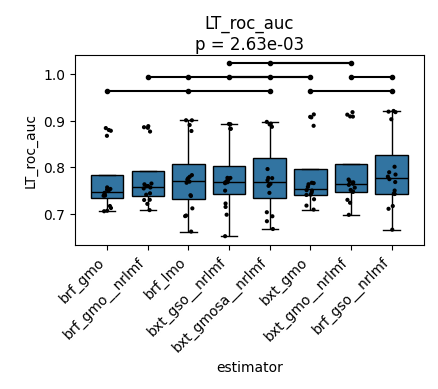 LT_roc_auc
p = 2.63e-03
LT_roc_auc
1.0
0.9
0.8
0.7
brf_gmo
brf_gmo__nrlmf
brf_lmo
bxt_gso__nrlmf
bxt_gmosa__nrlmf
bxt_gmo
bxt_gmo__nrlmf
brf_gso__nrlmf
estimator